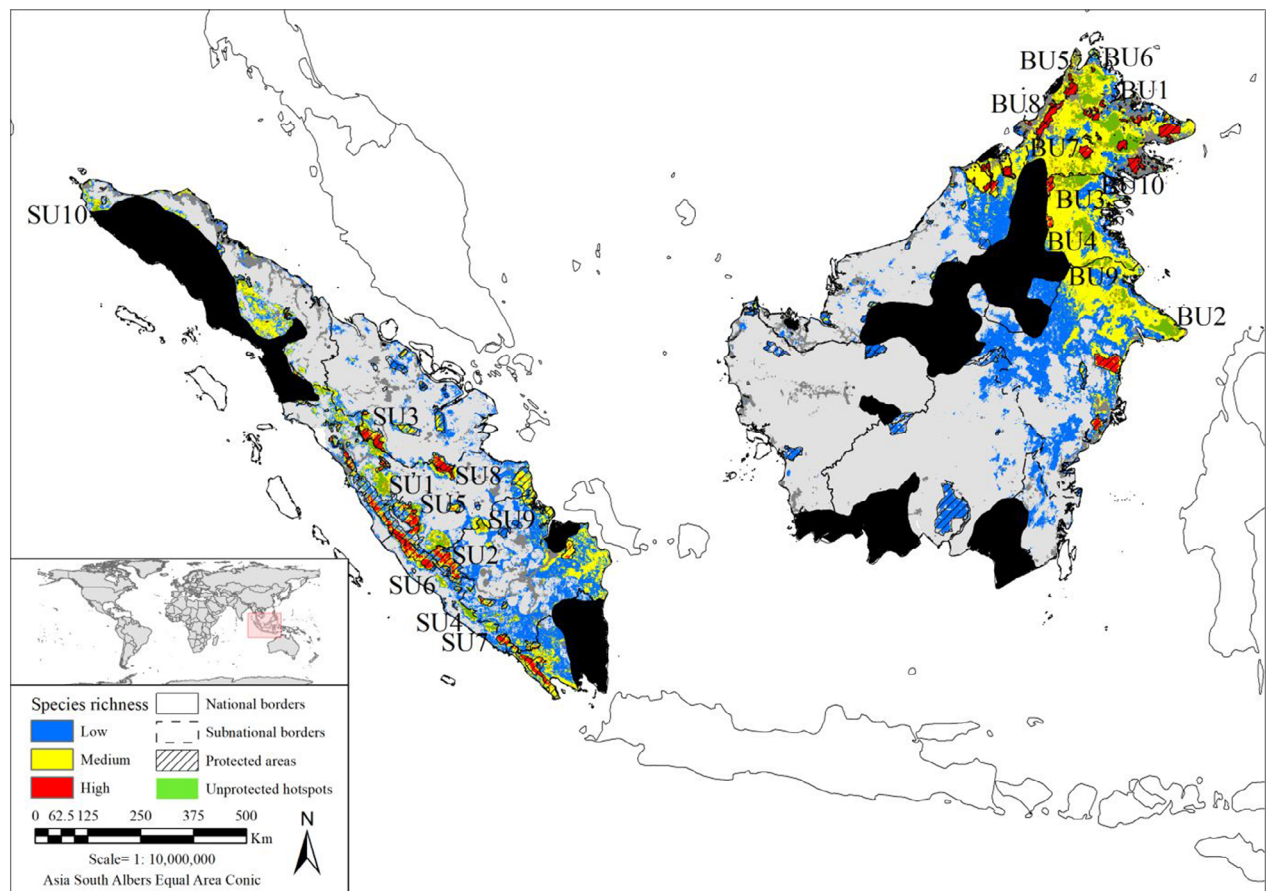 BU5
BU6
BU1
BU8
BU7
BU10
BU3
BU4
BU9
BU2
SU10
SU3
SU8
SU1
SU5
SU9
SU2
SU6
SU4
SU7
Species richness
Low
Medium
High
National borders
Subnational borders
Protected areas
Unprotected hotspots
0 62.5 125 250 375 500
Km
N
Scale= 1: 10,000,000
Asia South Albers Equal Area Conic